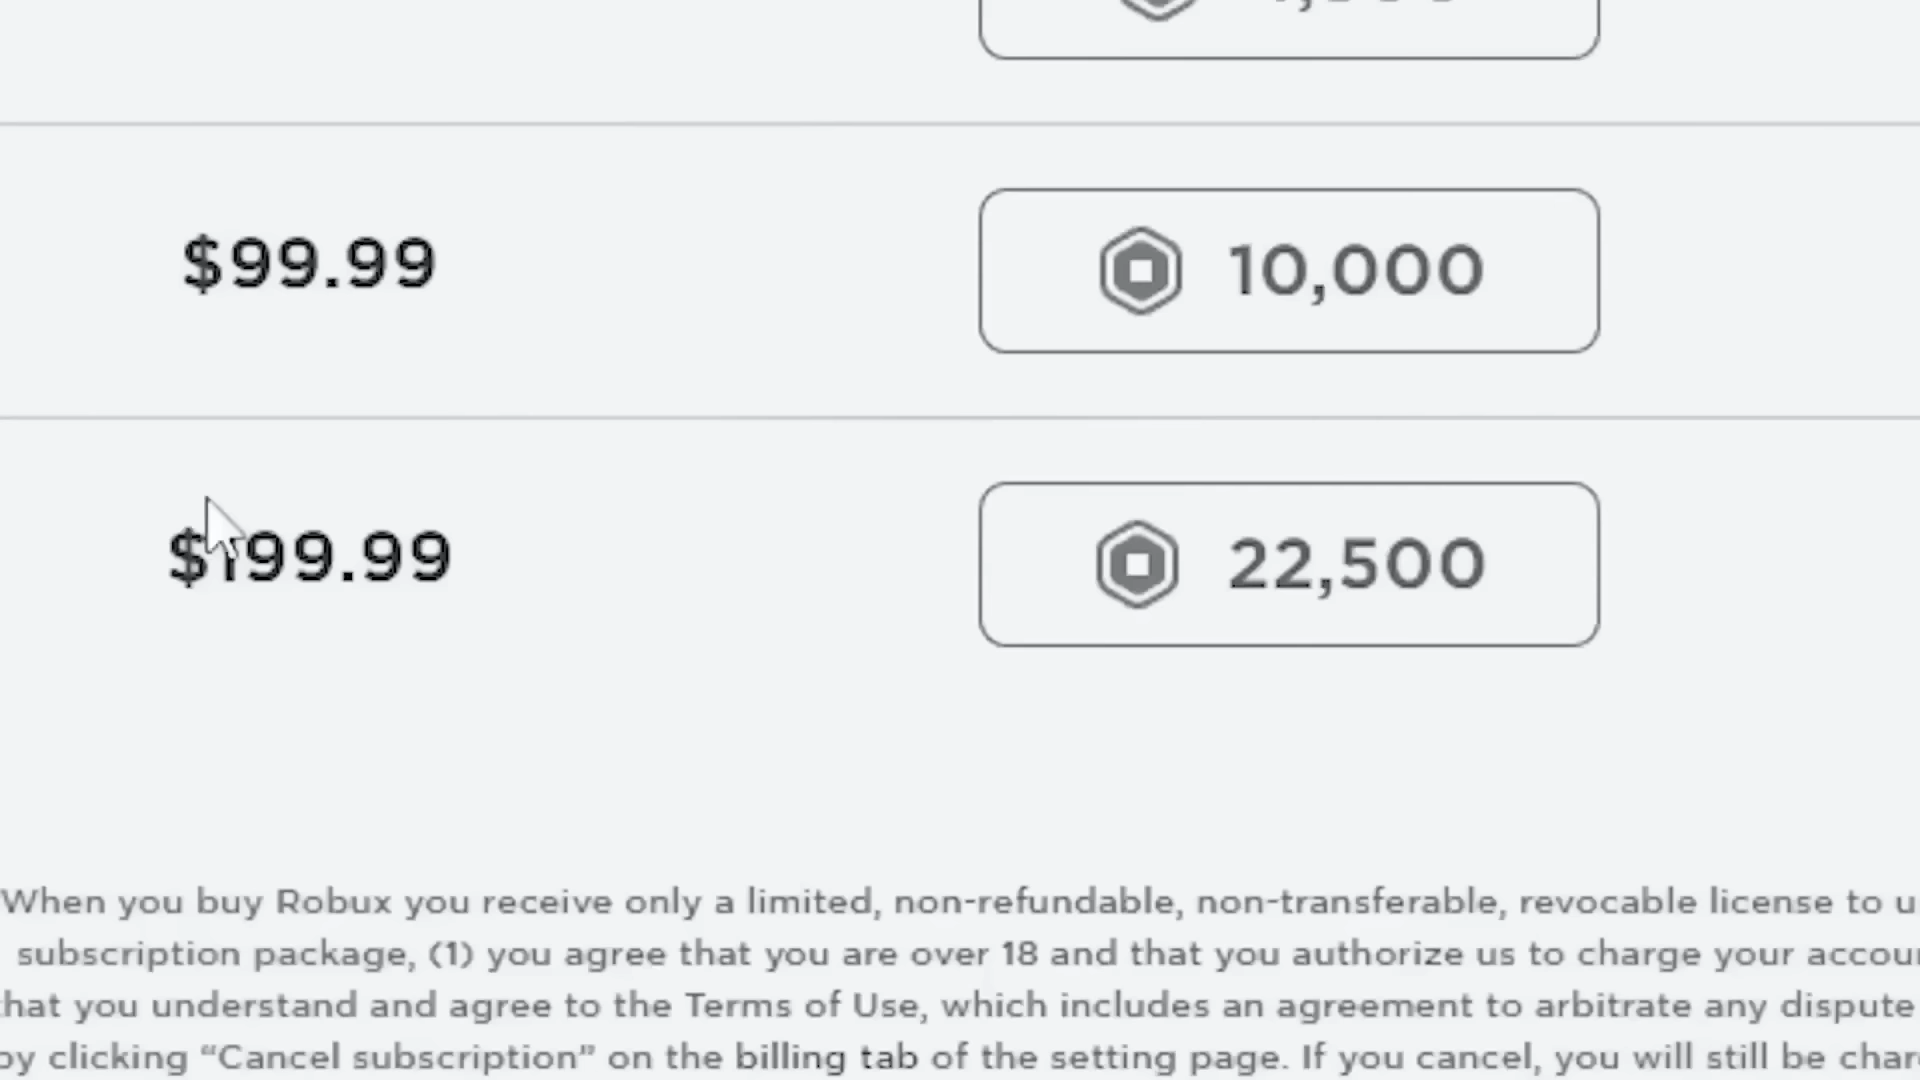 $99.99 10,000
$199.99 22,500
When you buy Robux you receive only a limited, non-refundable, non-transferable, revocable license to
subscription package, (1) you agree that you are over 18 and that you authorize us to charge your
that you understand and agree to the Terms of Use, which includes an agreement to arbitrate any dispute
by clicking “Cancel subscription” on the billing tab of the setting page. If you cancel, you will still be